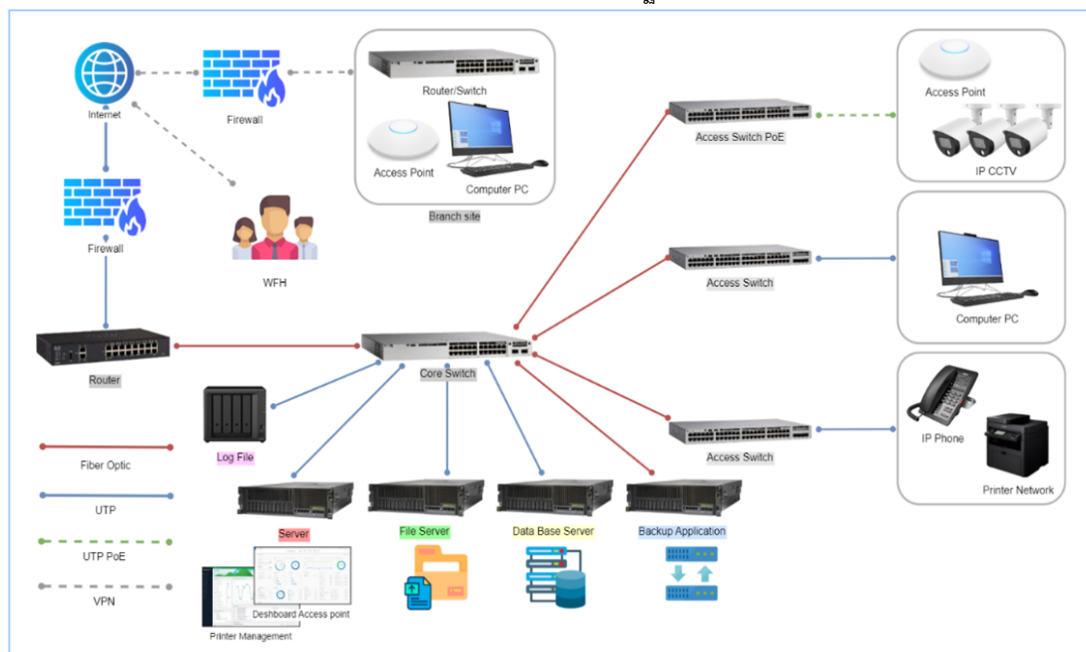 Internet
Firewall
Router/Switch
Access Point
Computer PC
Branch site
Access Switch PoE
Access Point
IP CCTV
Firewall
WFH
Access Switch
Computer PC
Router
Core Switch
Log File
Access Switch
IP Phone
Printer Network
Fiber Optic
UTP
UTP PoE
VPN
Server
File Server
Data Base Server
Backup Application
Deshboard Access point
Printer Management